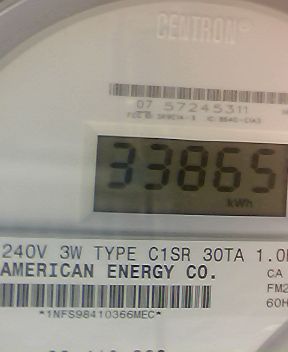 CENTRON®
07 57245311
33865
kWh
240V 3W TYPE C1SR 30TA 1.0
AMERICAN ENERGY CO.
CA
FM2
60H
*1NFS98410366MEC*